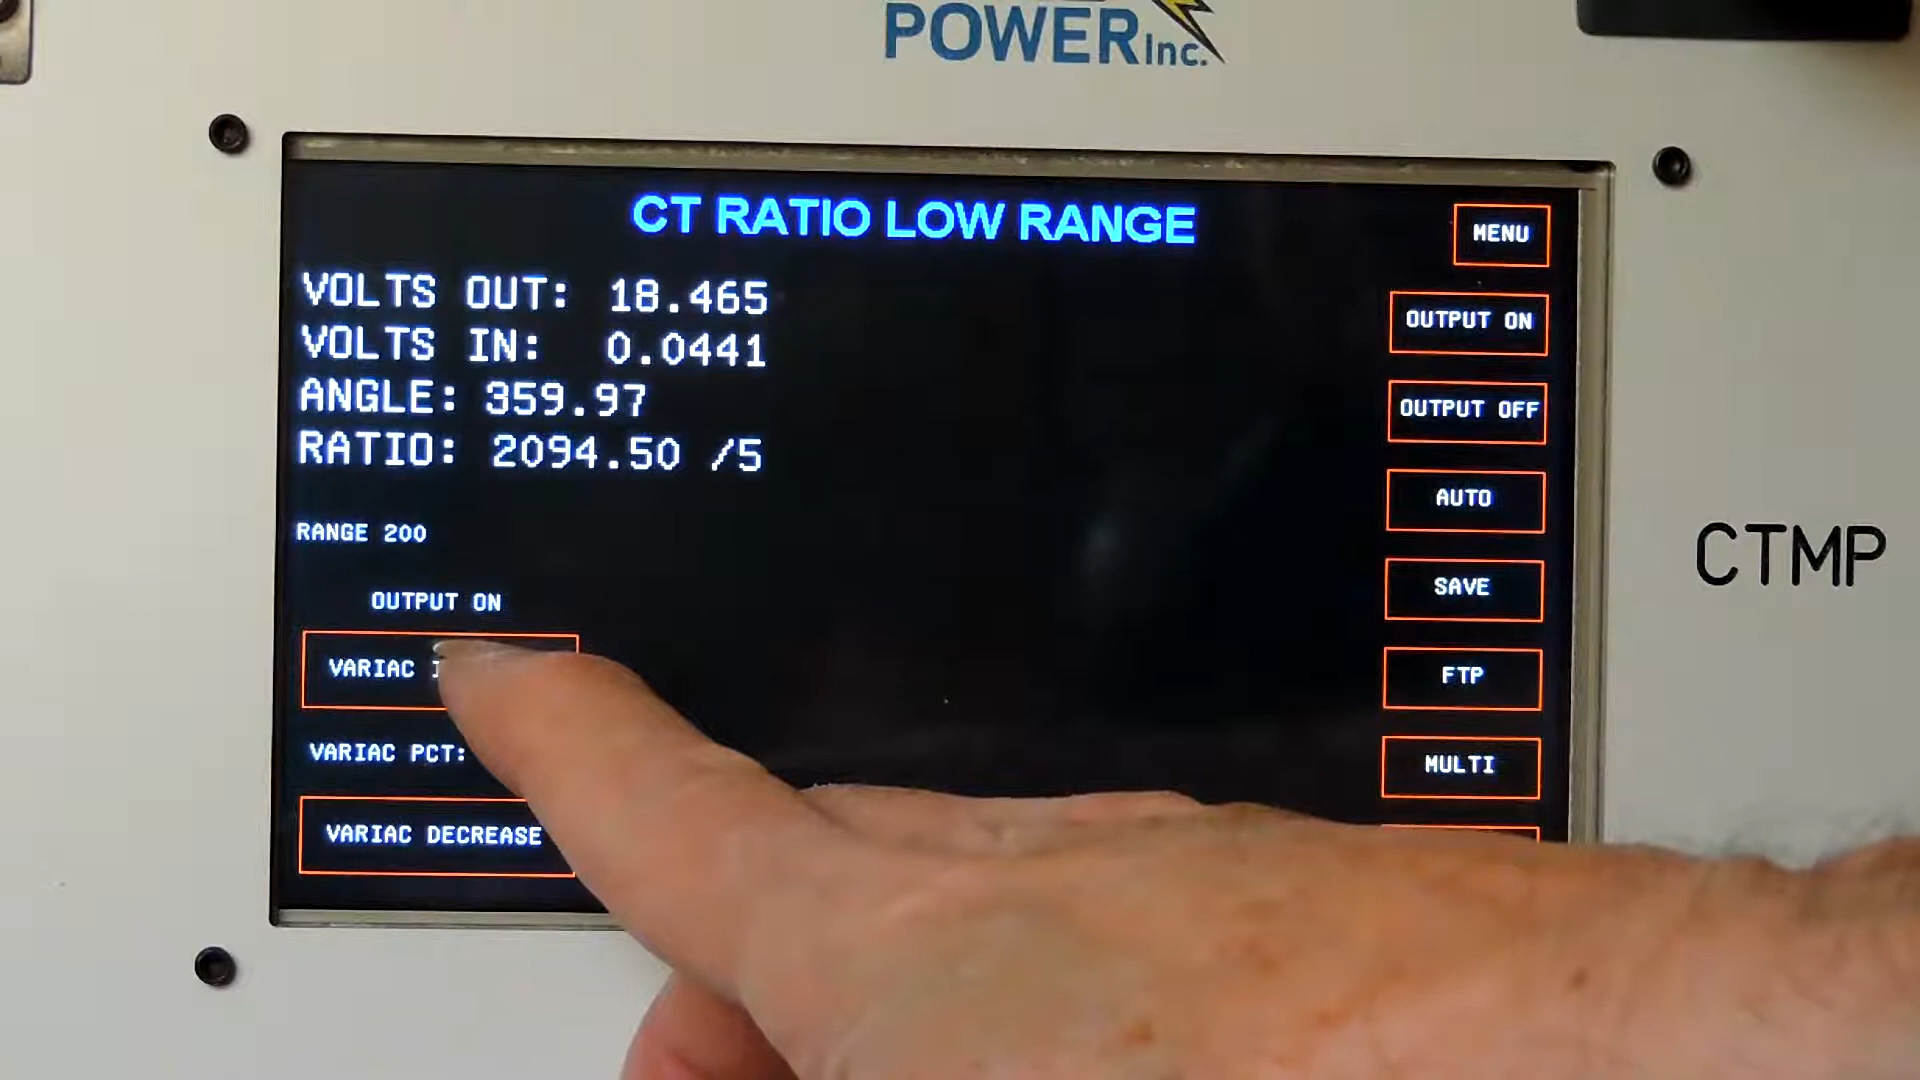 POWER Inc.
CT RATIO LOW RANGE
MENU
VOLTS OUT: 18.465
VOLTS IN: 0.0441
ANGLE: 359.97
RATIO: 2094.50 /5
RANGE 200
OUTPUT ON
VARIAC
VARIAC PCT:
VARIAC DECREASE
OUTPUT ON
OUTPUT OFF
AUTO
SAVE
FTP
MULTI
CTMP